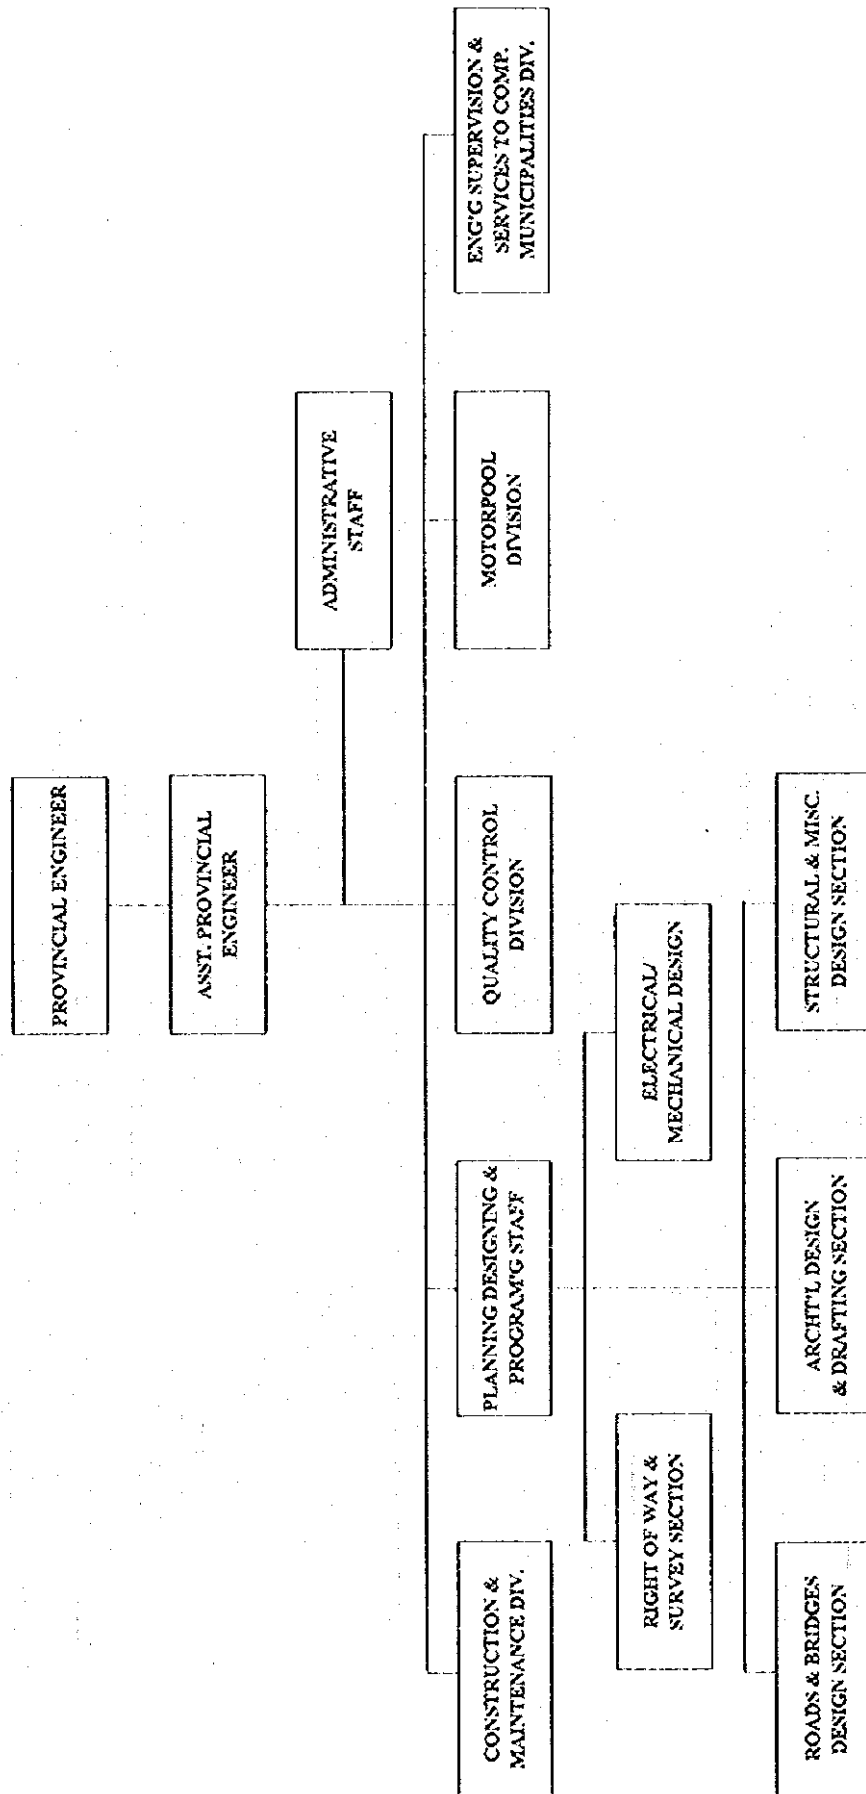 PROVINCIAL ENGINEER
ASST. PROVINCIAL
ENGINEER
ADMINISTRATIVE
STAFF
CONSTRUCTION &
MAINTENANCE DIV.
PLANNING DESIGNING &
PROGRAM'G STAFF
QUALITY CONTROL
DIVISION
MOTORPOOL
DIVISION
ENG'G SUPERVISION &
SERVICES TO COMP.
MUNICIPALITIES DIV.
RIGHT OF WAY &
SURVEY SECTION
ELECTRICAL/
MECHANICAL DESIGN
ROADS & BRIDGES
DESIGN SECTION
ARCHT'L DESIGN
& DRAFTING SECTION
STRUCTURAL & MISC.
DESIGN SECTION